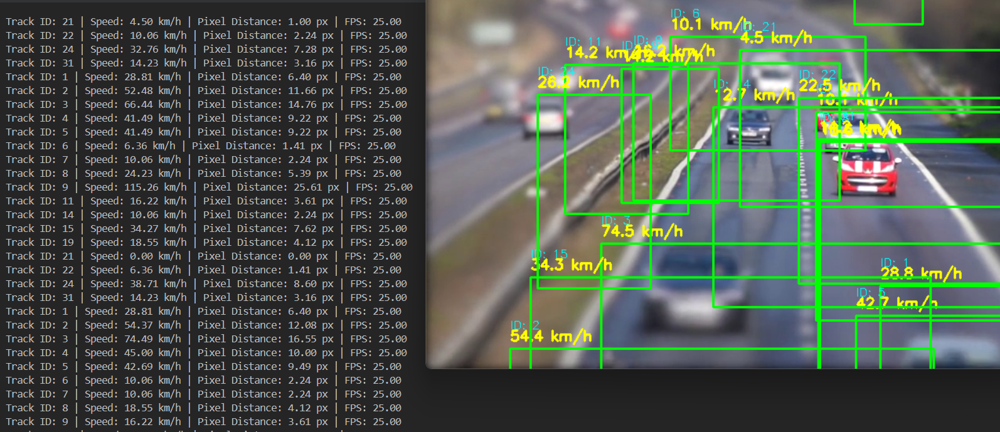 Track ID: 21 | Speed: 4.50 km/h | Pixel Distance: 1.00 px | FPS: 25.00
Track ID: 22 | Speed: 10.06 km/h | Pixel Distance: 2.24 px | FPS: 25.00
Track ID: 24 | Speed: 32.76 km/h | Pixel Distance: 7.28 px | FPS: 25.00
Track ID: 31 | Speed: 14.23 km/h | Pixel Distance: 3.16 px | FPS: 25.00
Track ID: 1 | Speed: 28.81 km/h | Pixel Distance: 6.40 px | FPS: 25.00
Track ID: 2 | Speed: 52.48 km/h | Pixel Distance: 11.66 px | FPS: 25.00
Track ID: 3 | Speed: 66.44 km/h | Pixel Distance: 14.76 px | FPS: 25.00
Track ID: 4 | Speed: 41.49 km/h | Pixel Distance: 9.22 px | FPS: 25.00
Track ID: 5 | Speed: 41.49 km/h | Pixel Distance: 9.22 px | FPS: 25.00
Track ID: 6 | Speed: 6.36 km/h | Pixel Distance: 1.41 px | FPS: 25.00
Track ID: 7 | Speed: 10.06 km/h | Pixel Distance: 2.24 px | FPS: 25.00
Track ID: 8 | Speed: 24.23 km/h | Pixel Distance: 5.39 px | FPS: 25.00
Track ID: 9 | Speed: 115.26 km/h | Pixel Distance: 25.61 px | FPS: 25.00
Track ID: 11 | Speed: 16.22 km/h | Pixel Distance: 3.61 px | FPS: 25.00
Track ID: 14 | Speed: 10.06 km/h | Pixel Distance: 2.24 px | FPS: 25.00
Track ID: 15 | Speed: 34.27 km/h | Pixel Distance: 7.62 px | FPS: 25.00
Track ID: 19 | Speed: 18.55 km/h | Pixel Distance: 4.12 px | FPS: 25.00
Track ID: 21 | Speed: 0.00 km/h | Pixel Distance: 0.00 px | FPS: 25.00
Track ID: 22 | Speed: 6.36 km/h | Pixel Distance: 1.41 px | FPS: 25.00
Track ID: 24 | Speed: 38.71 km/h | Pixel Distance: 8.60 px | FPS: 25.00
Track ID: 31 | Speed: 14.23 km/h | Pixel Distance: 3.16 px | FPS: 25.00
Track ID: 1 | Speed: 28.81 km/h | Pixel Distance: 6.40 px | FPS: 25.00
Track ID: 2 | Speed: 54.37 km/h | Pixel Distance: 12.08 px | FPS: 25.00
Track ID: 3 | Speed: 74.49 km/h | Pixel Distance: 16.55 px | FPS: 25.00
Track ID: 4 | Speed: 45.00 km/h | Pixel Distance: 10.00 px | FPS: 25.00
Track ID: 5 | Speed: 42.69 km/h | Pixel Distance: 9.49 px | FPS: 25.00
Track ID: 6 | Speed: 10.06 km/h | Pixel Distance: 2.24 px | FPS: 25.00
Track ID: 7 | Speed: 10.06 km/h | Pixel Distance: 2.24 px | FPS: 25.00
Track ID: 8 | Speed: 18.55 km/h | Pixel Distance: 4.12 px | FPS: 25.00
Track ID: 9 | Speed: 16.22 km/h | Pixel Distance: 3.61 px | FPS: 25.00
ID: 6
10.1 km/h
ID: 21
4.5 km/h
ID: 11
14.2 km/h
ID: 9
ID: 24
26.2 km/h
ID: 14
12.7 km/h
ID: 22
22.5 km/h
10.1 km/h
ID: 3
74.5 km/h
ID: 15
34.3 km/h
ID: 1
28.8 km/h
ID: 5
42.7 km/h
ID: 2
54.4 km/h